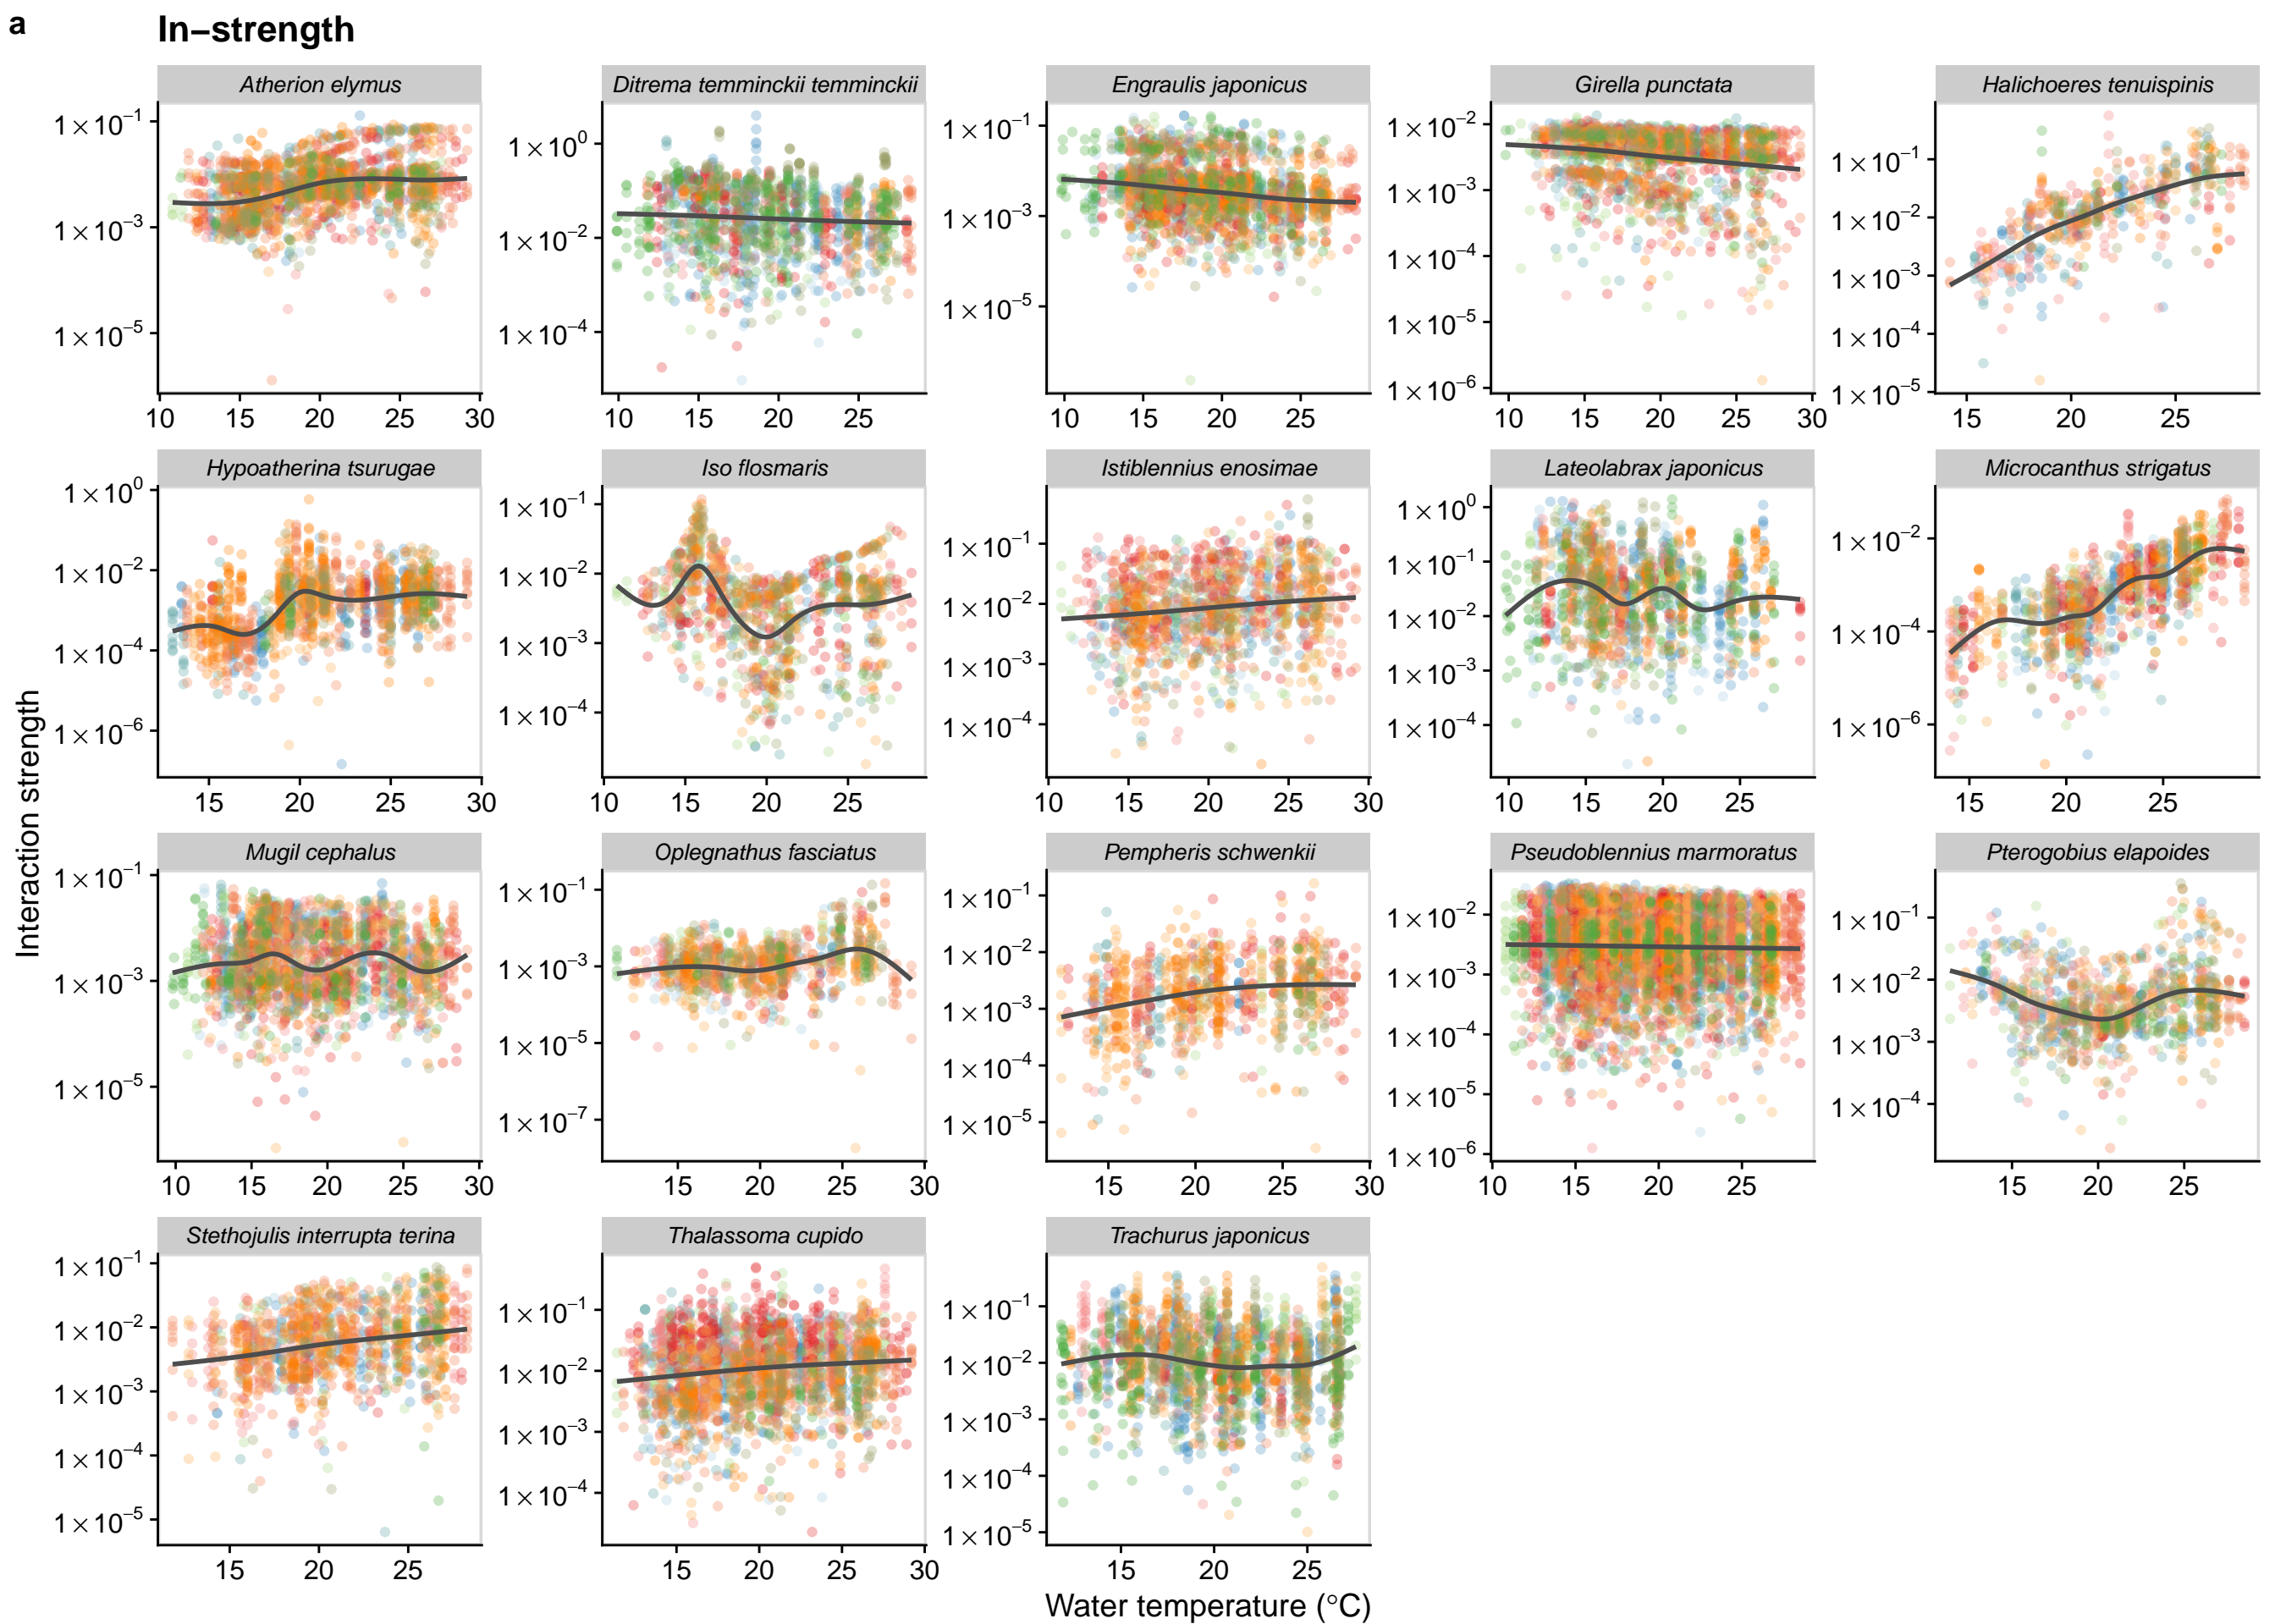 a
In−strength
Atherion elymus
Ditrema temminckii temminckii
Engraulis japonicus
Girella punctata
Halichoeres tenuispinis
1×10⁻¹
1×10⁻³
1×10⁻⁵
10 15 20 25 30
1×10⁰
1×10⁻²
1×10⁻⁴
10 15 20 25
1×10⁻¹
1×10⁻³
1×10⁻⁵
10 15 20 25
1×10⁻²
1×10⁻³
1×10⁻⁴
1×10⁻⁵
1×10⁻⁶
10 15 20 25 30
1×10⁻¹
1×10⁻²
1×10⁻³
1×10⁻⁴
1×10⁻⁵
15 20 25
Hypoatherina tsurugae
Iso flosmaris
Istiblennius enosimae
Lateolabrax japonicus
Microcanthus strigatus
1×10⁰
1×10⁻²
1×10⁻⁴
1×10⁻⁶
15 20 25 30
1×10⁻¹
1×10⁻²
1×10⁻³
1×10⁻⁴
10 15 20 25
1×10⁻¹
1×10⁻²
1×10⁻³
1×10⁻⁴
10 15 20 25 30
1×10⁰
1×10⁻¹
1×10⁻²
1×10⁻³
1×10⁻⁴
10 15 20 25
1×10⁻²
1×10⁻⁴
1×10⁻⁶
15 20 25
Interaction strength
Mugil cephalus
Oplegnathus fasciatus
Pempheris schwenkii
Pseudoblennius marmoratus
Pterogobius elapoides
1×10⁻¹
1×10⁻³
1×10⁻⁵
10 15 20 25 30
1×10⁻¹
1×10⁻³
1×10⁻⁵
1×10⁻⁷
15 20 25 30
1×10⁻¹
1×10⁻²
1×10⁻³
1×10⁻⁴
1×10⁻⁵
15 20 25
1×10⁻²
1×10⁻³
1×10⁻⁴
1×10⁻⁵
1×10⁻⁶
10 15 20 25
1×10⁻¹
1×10⁻²
1×10⁻³
1×10⁻⁴
15 20 25
Stethojulis interrupta terina
Thalassoma cupido
Trachurus japonicus
1×10⁻¹
1×10⁻²
1×10⁻³
1×10⁻⁴
1×10⁻⁵
15 20 25
1×10⁻¹
1×10⁻²
1×10⁻³
1×10⁻⁴
15 20 25 30
1×10⁻¹
1×10⁻²
1×10⁻³
1×10⁻⁴
1×10⁻⁵
15 20 25
Water temperature (°C)